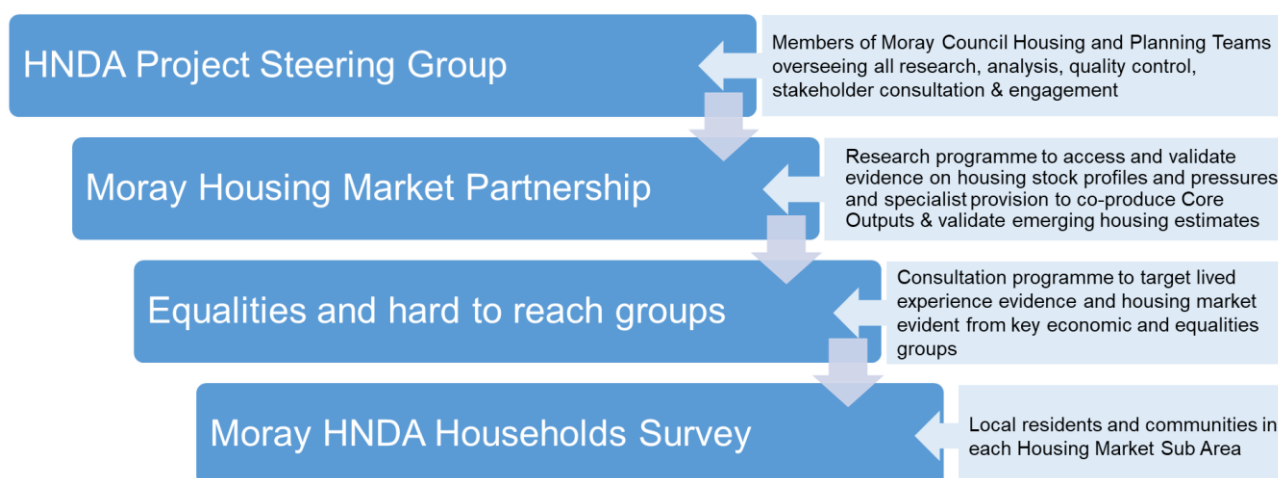 HNDA Project Steering Group
Members of Moray Council Housing and Planning Teams
overseeing all research, analysis, quality control,
stakeholder consultation & engagement
Moray Housing Market Partnership
Research programme to access and validate
evidence on housing stock profiles and pressures
and specialist provision to co-produce Core
Outputs & validate emerging housing estimates
Equalities and hard to reach groups
Consultation programme to target lived
experience evidence and housing market
evident from key economic and equalities
groups
Moray HNDA Households Survey
Local residents and communities in
each Housing Market Sub Area